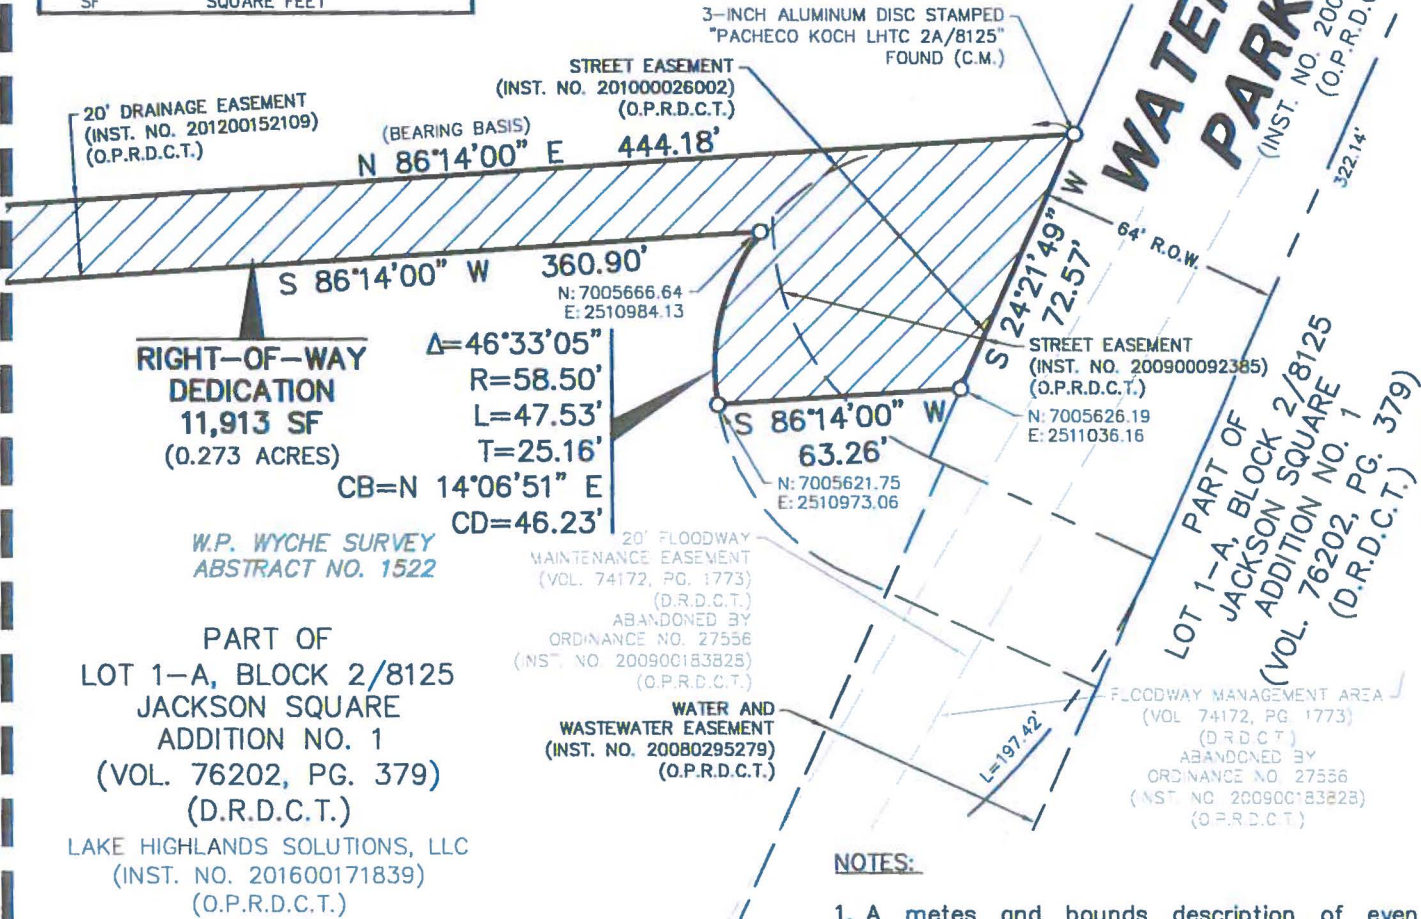 SF SQUARE FEET
3-INCH ALUMINUM DISC STAMPED
"PACHECO KOCH LHTC 2A/8125"
FOUND (C.M.)
STREET EASEMENT
(INST. NO. 201000026002)
(O.P.R.D.C.T.)
20' DRAINAGE EASEMENT
(INST. NO. 201200152109)
(O.P.R.D.C.T.)
(BEARING BASIS)
N 86°14'00" E 444.18'
WATER
PARK
(INST. NO. 200
(O.P.R.D.C.
322.14'
64' R.O.W.
S 24°21'49" W
72.57'
S 86°14'00" W 360.90'
N: 7005666.64
E: 2510984.13
RIGHT-OF-WAY
DEDICATION
11,913 SF
(0.273 ACRES)
Δ=46°33'05"
R=58.50'
L=47.53'
T=25.16'
CB=N 14°06'51" E
CD=46.23'
STREET EASEMENT
(INST. NO. 200900092385)
(O.P.R.D.C.T.)
N: 7005626.19
E: 2511036.16
S 86°14'00" W
63.26'
N: 7005621.75
E: 2510973.06
W.P. WYCHE SURVEY
ABSTRACT NO. 1522
20' FLOODWAY
MAINTENANCE EASEMENT
(VOL. 74172, PG. 1773)
(D.R.D.C.T.)
ABANDONED BY
ORDINANCE NO. 27556
(INST. NO. 200900183828)
(O.P.R.D.C.T.)
PART OF
LOT 1-A, BLOCK 2/8125
JACKSON SQUARE
ADDITION NO. 1
(VOL. 76202, PG. 379)
(D.R.D.C.T.)
PART OF
LOT 1-A, BLOCK 2/8125
JACKSON SQUARE
ADDITION NO. 1
(VOL. 76202, PG. 379)
(D.R.D.C.T.)
LAKE HIGHLANDS SOLUTIONS, LLC
(INST. NO. 201600171839)
(O.P.R.D.C.T.)
WATER AND
WASTEWATER EASEMENT
(INST. NO. 20080295279)
(O.P.R.D.C.T.)
L=197.42'
FLOODWAY MANAGEMENT AREA
(VOL 74172, PG 1773)
(D.R.D.C.T.)
ABANDONED BY
ORDINANCE NO. 27556
(INST. NO. 200900183828)
(O.P.R.D.C.T.)
NOTES:
1. A metes and bounds description of even